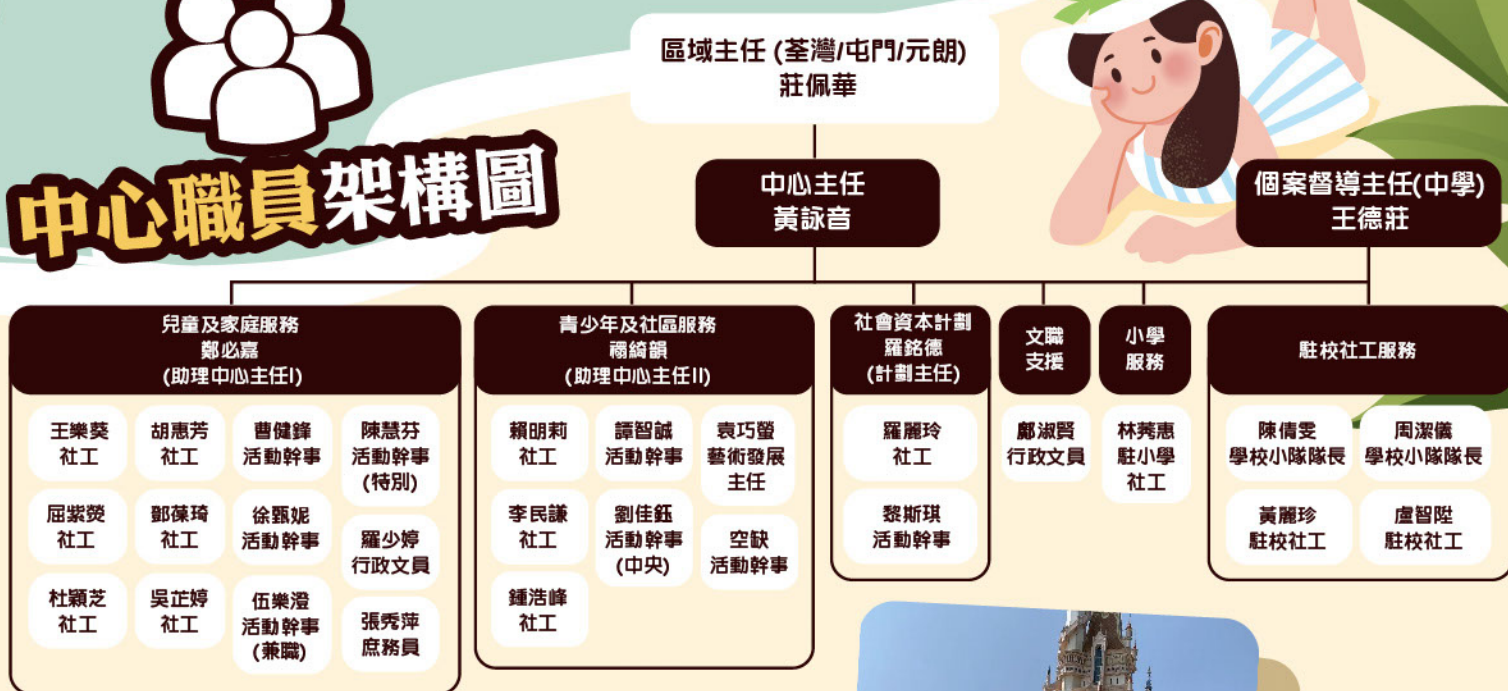 中心職員架構圖
區域主任 (荃灣/屯門/元朗)
莊佩華
中心主任
黃詠音
個案督導主任(中學)
王德莊
兒童及家庭服務
鄭必嘉
(助理中心主任I)
王樂葵
社工
胡惠芳
社工
曹健鋒
活動幹事
陳慧芬
活動幹事
(特別)
屈紫熒
社工
鄞葆琦
社工
徐甄妮
活動幹事
羅少婷
行政文員
杜穎芝
社工
吳芷婷
社工
伍樂澄
活動幹事
(兼職)
張秀萍
庶務員
青少年及社區服務
禤綺韻
(助理中心主任II)
賴明莉
社工
譚智誠
活動幹事
袁巧螢
藝術發展
主任
李民謙
社工
劉佳鈺
活動幹事
(中央)
空缺
活動幹事
鍾浩峰
社工
社會資本計劃
羅銘德
(計劃主任)
羅麗玲
社工
黎斯琪
活動幹事
文職
支援
鄺淑賢
行政文員
小學
服務
林莠惠
駐小學
社工
駐校社工服務
陳倩雯
學校小隊隊長
周潔儀
學校小隊隊長
黃麗珍
駐校社工
盧智陞
駐校社工